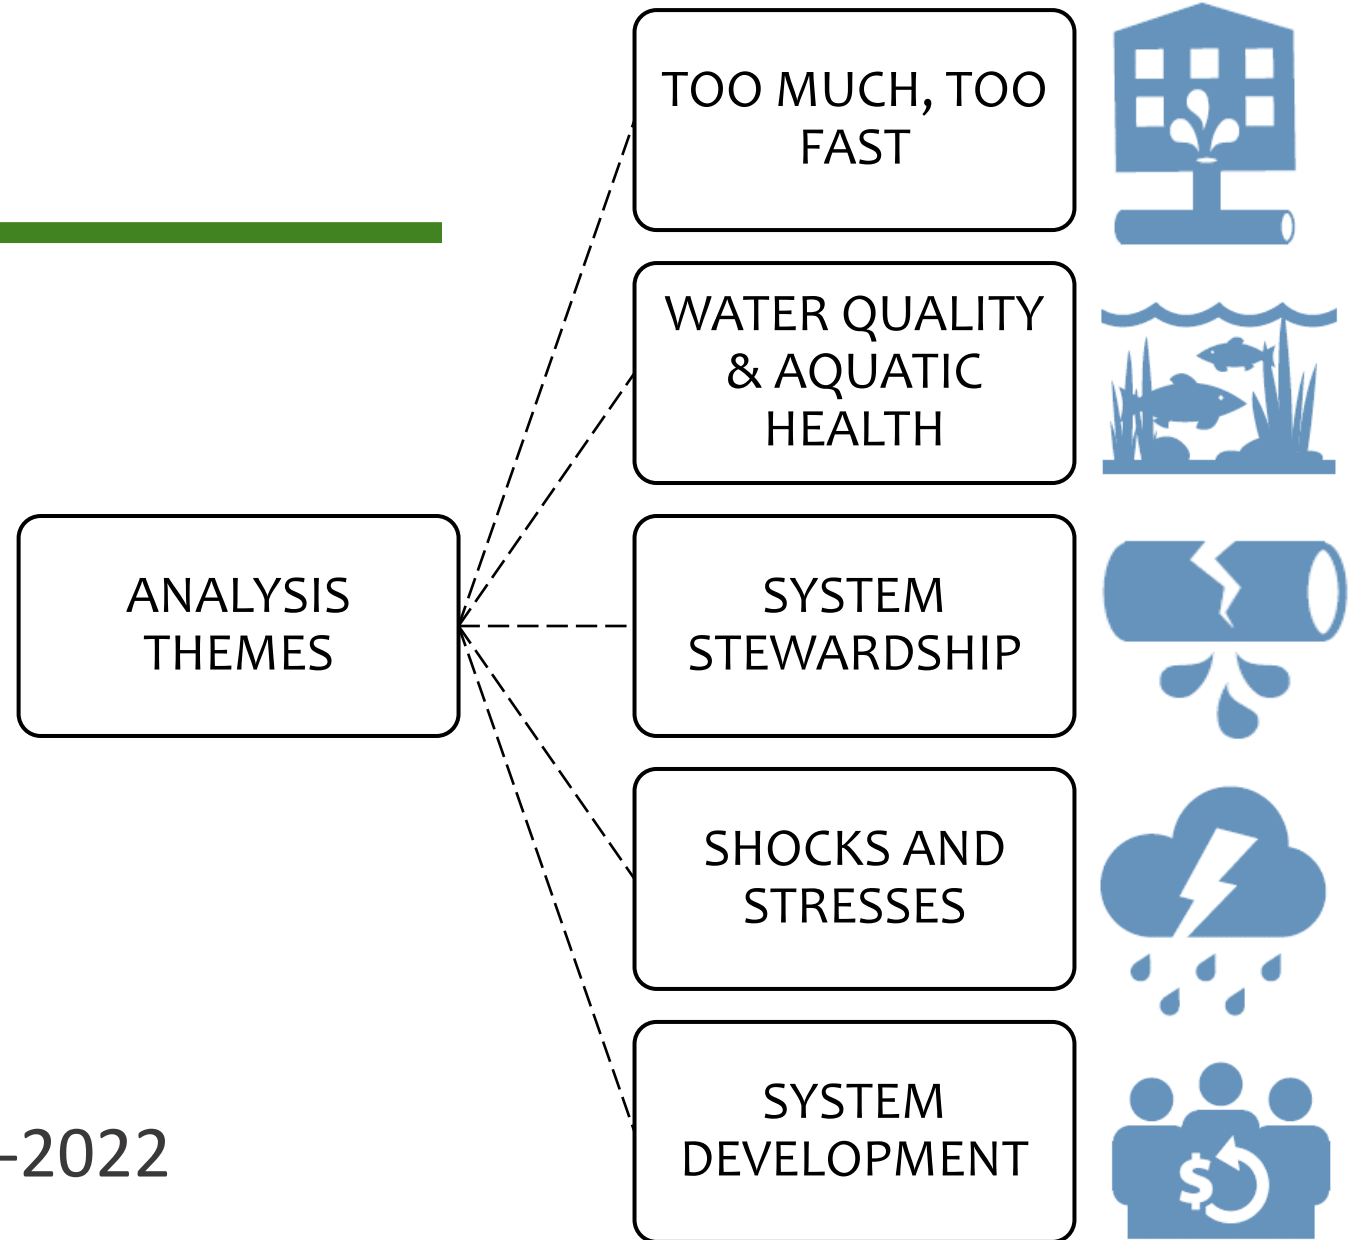 TOO MUCH, TOO
FAST
WATER QUALITY
& AQUATIC
HEALTH
ANALYSIS
THEMES
SYSTEM
STEWARDSHIP
SHOCKS AND
STRESSES
SYSTEM
DEVELOPMENT
$
-2022